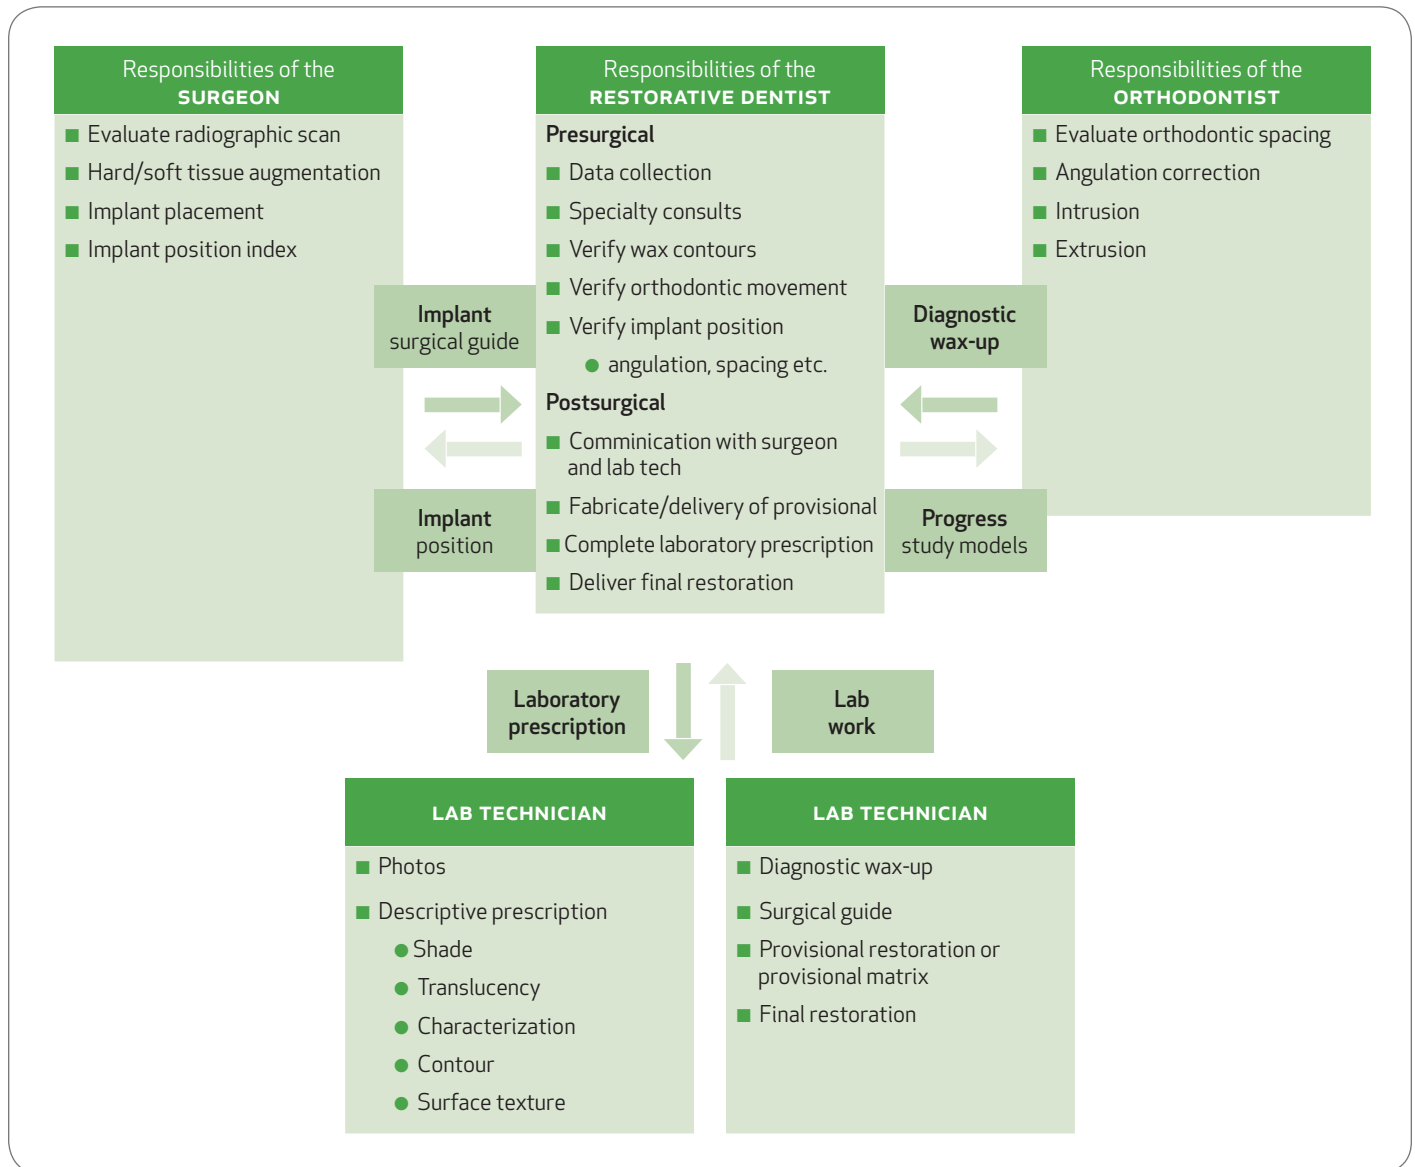 Responsibilities of the
SURGEON
■ Evaluate radiographic scan
■ Hard/soft tissue augmentation
■ Implant placement
■ Implant position index
Implant
surgical guide
Implant
position
Responsibilities of the
RESTORATIVE DENTIST
Presurgical
■ Data collection
■ Specialty consults
■ Verify wax contours
■ Verify orthodontic movement
■ Verify implant position
● angulation, spacing etc.
Postsurgical
■ Comminication with surgeon
and lab tech
■ Fabricate/delivery of provisional
■ Complete laboratory prescription
■ Deliver final restoration
Diagnostic
wax-up
Progress
study models
Responsibilities of the
ORTHODONTIST
■ Evaluate orthodontic spacing
■ Angulation correction
■ Intrusion
■ Extrusion
Laboratory
prescription
Lab
work
LAB TECHNICIAN
■ Photos
■ Descriptive prescription
● Shade
● Translucency
● Characterization
● Contour
● Surface texture
LAB TECHNICIAN
■ Diagnostic wax-up
■ Surgical guide
■ Provisional restoration or
provisional matrix
■ Final restoration